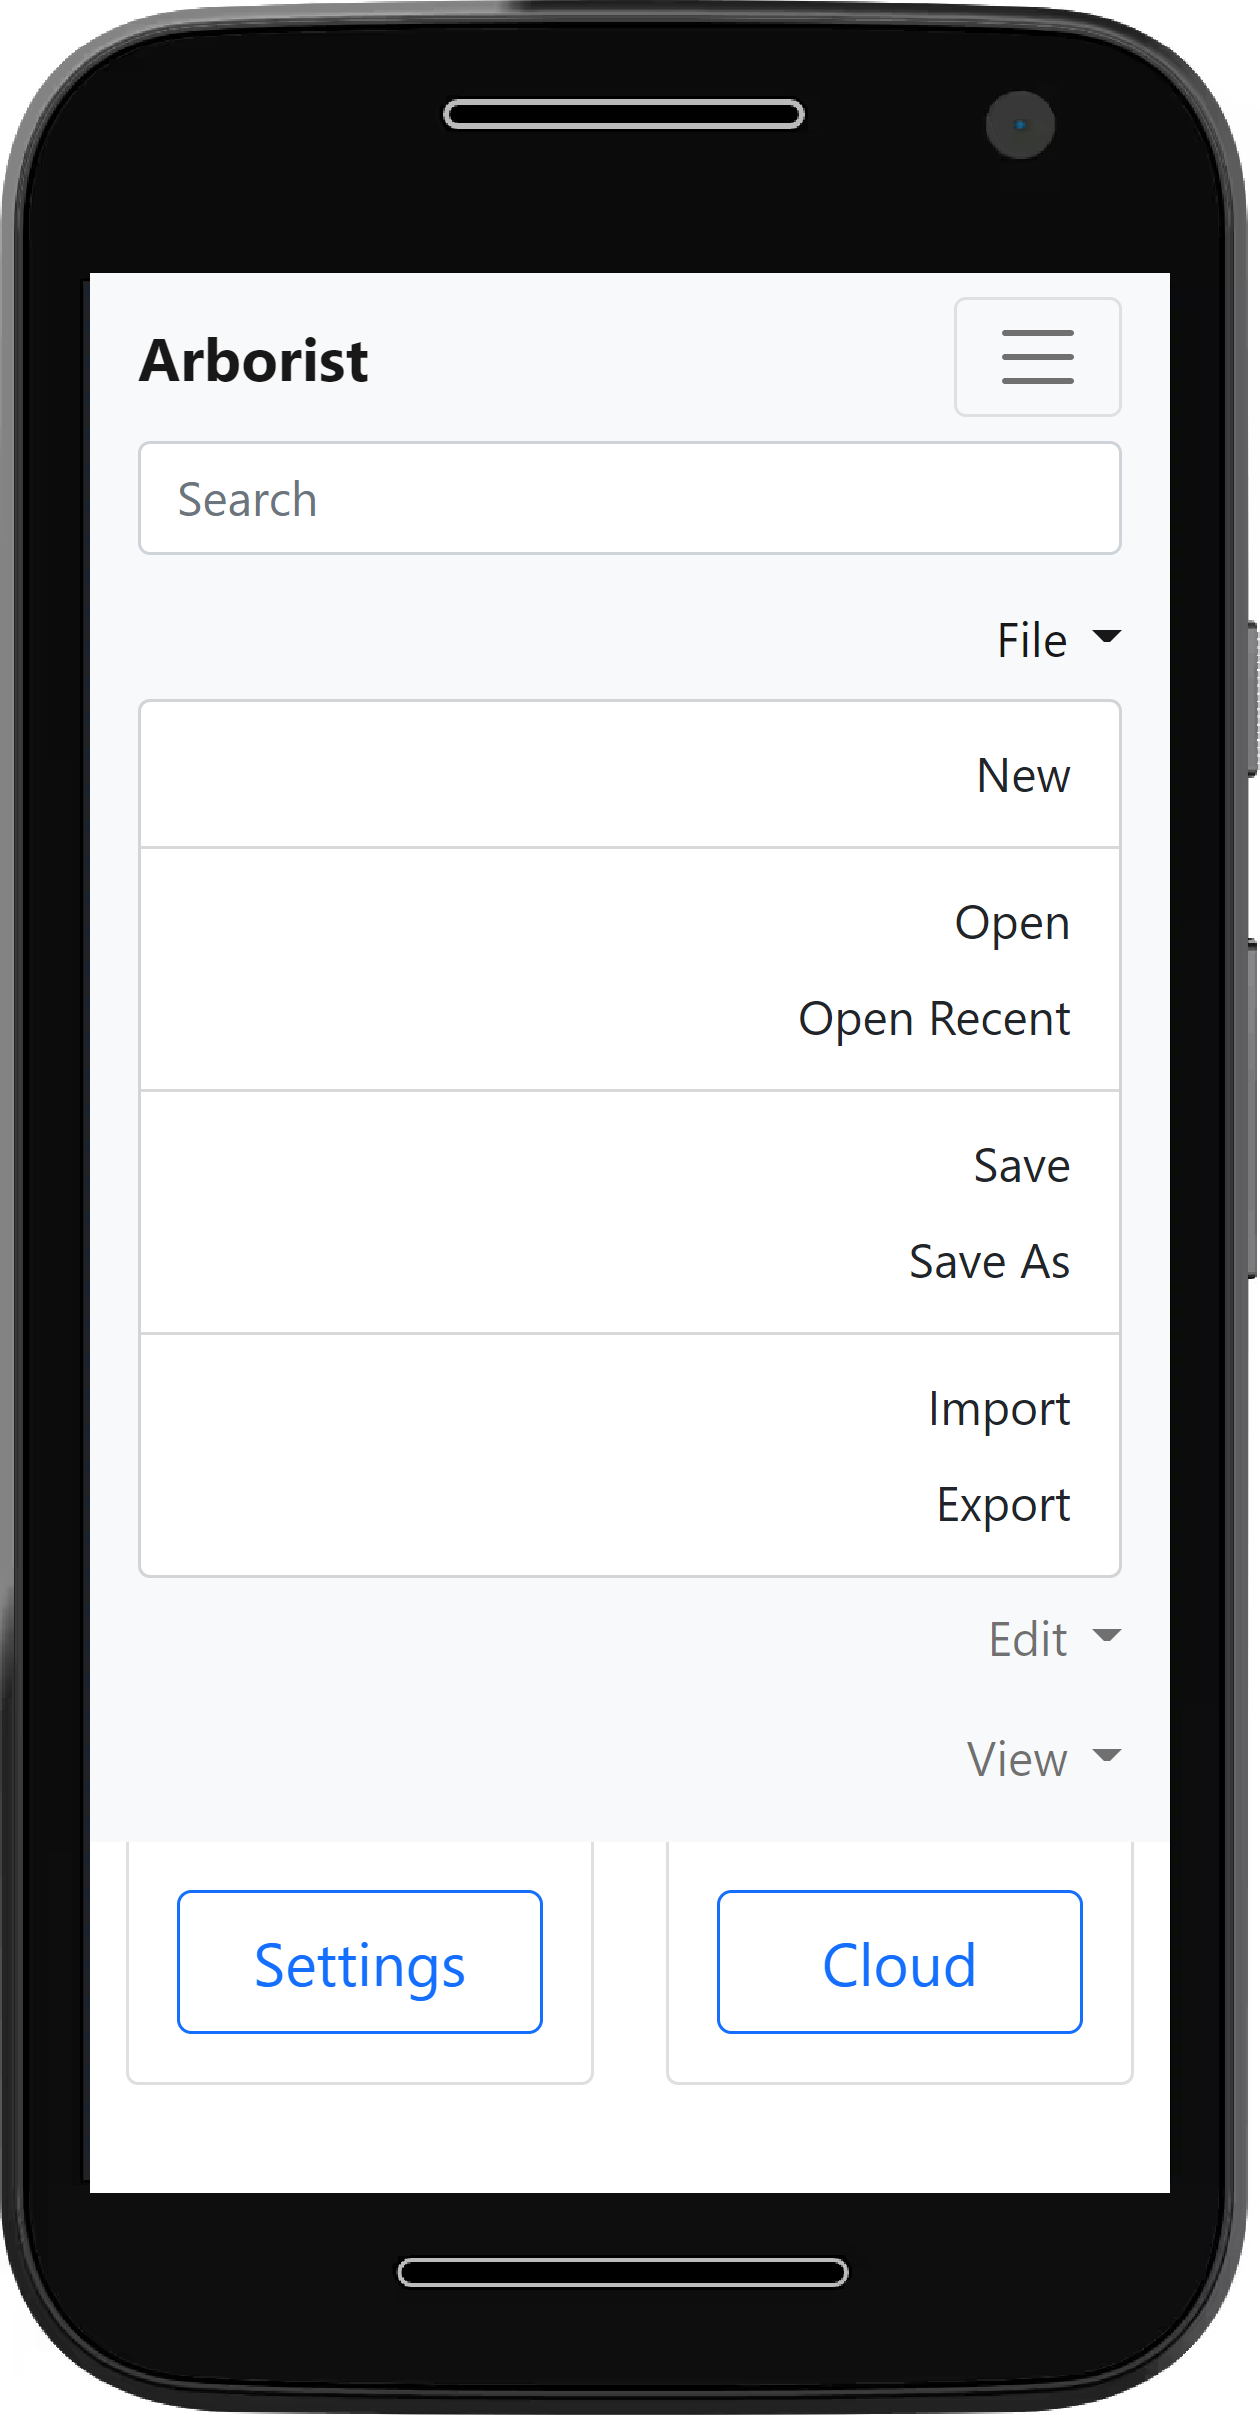 Arborist
Search
File
New
Open
Open Recent
Save
Save As
Import
Export
Edit
View
Settings
Cloud